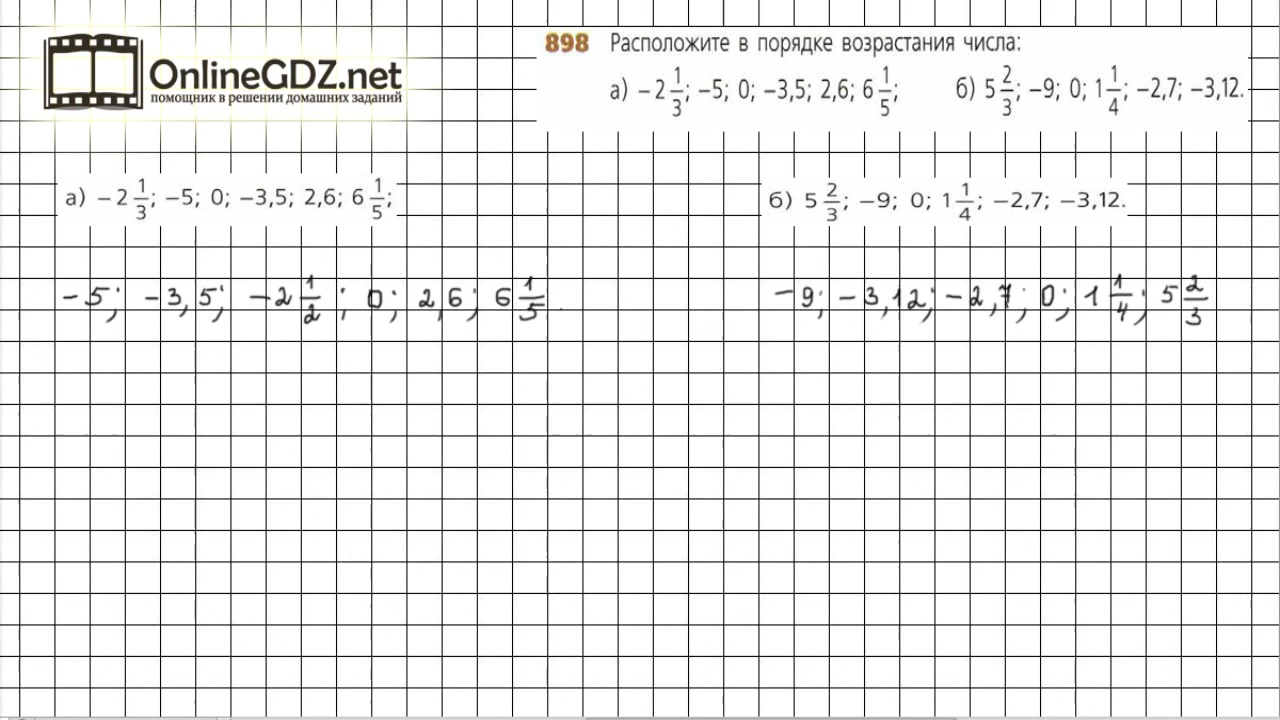 OnlineGDZ.net
помощник в решении домашних заданий
898 Расположите в порядке возрастания числа:
а) −2 1/3; −5; 0; −3,5; 2,6; 6 1/5; б) 5 2/3; −9; 0; 1 1/4; −2,7; −3,12.
а) −2 1/3; −5; 0; −3,5; 2,6; 6 1/5;
б) 5 2/3; −9; 0; 1 1/4; −2,7; −3,12.
−5; −3,5; −2 1/2; 0; 2,6; 6 1/5.
−9; −3,12; −2,7; 0; 1 1/4; 5 2/3